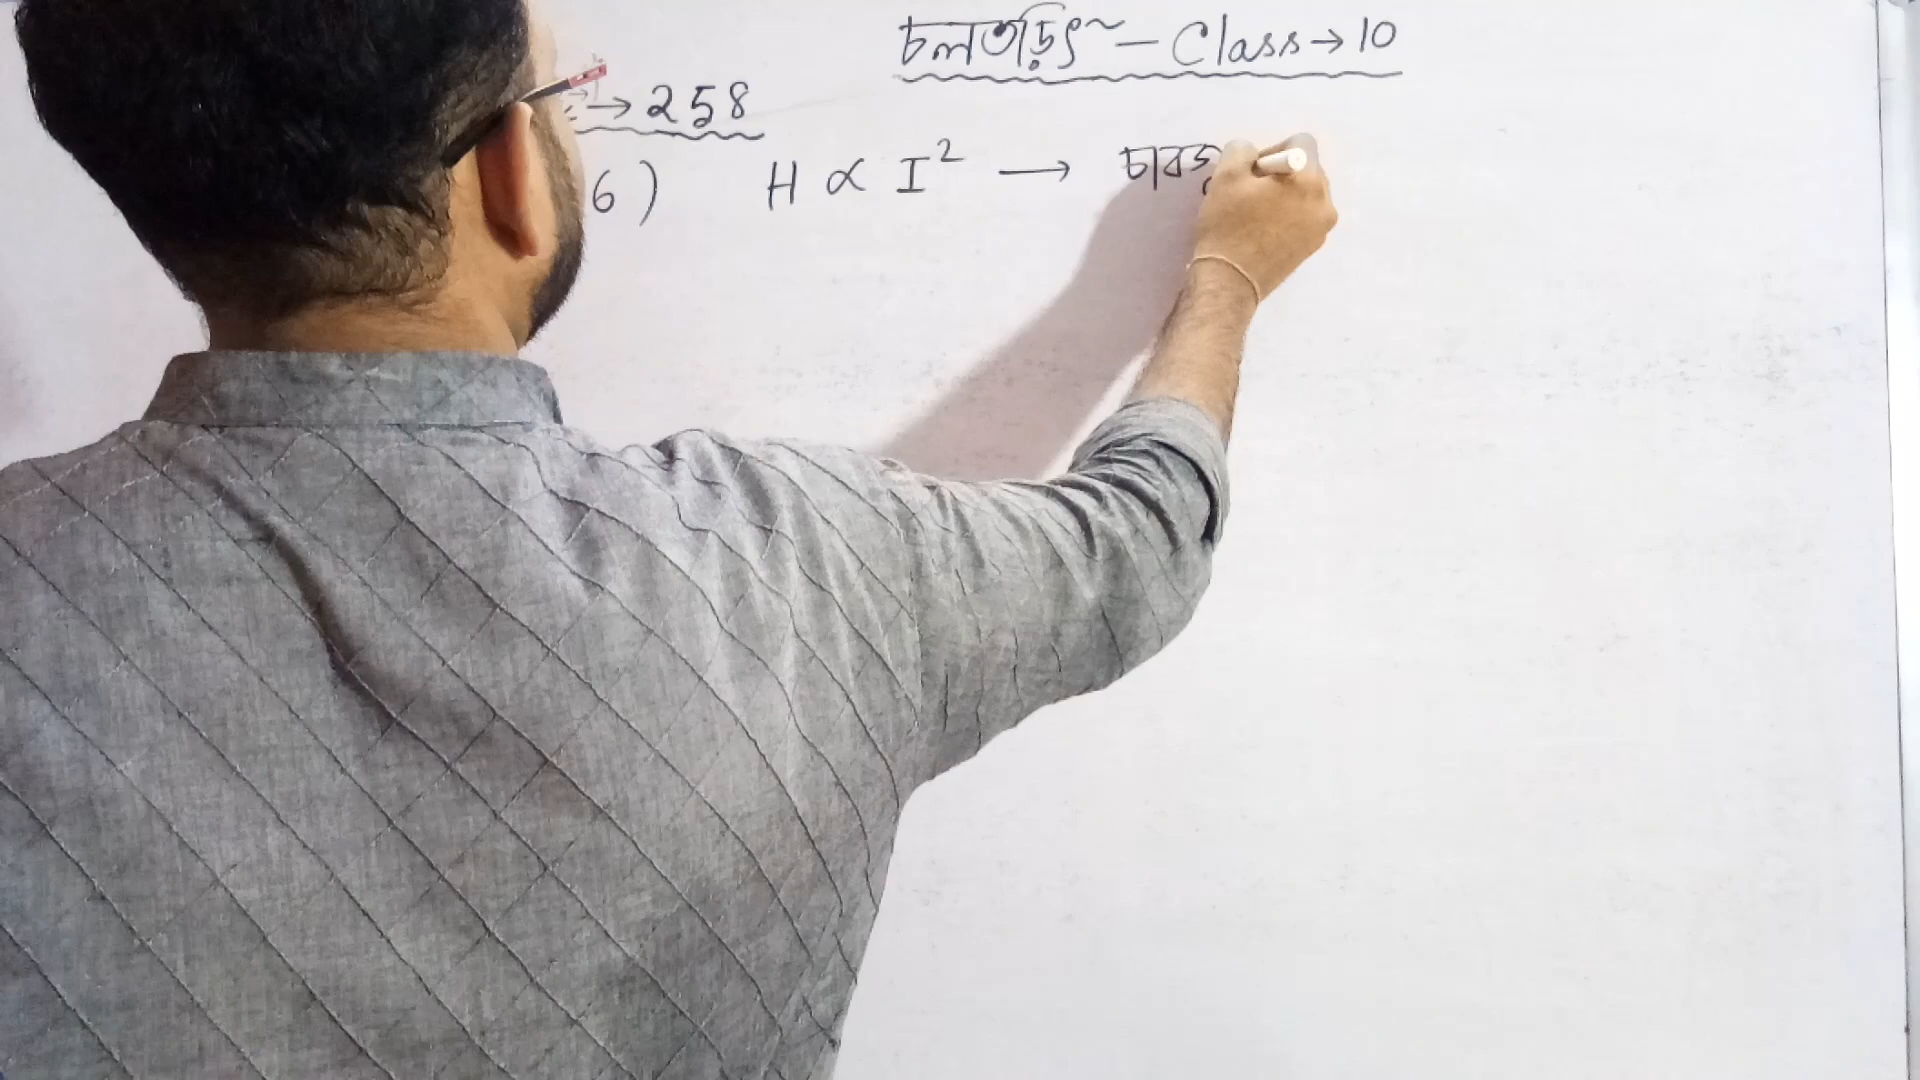 চলতড়িৎ — Class → 10
→ 258
6) H ∝ I² ⟶